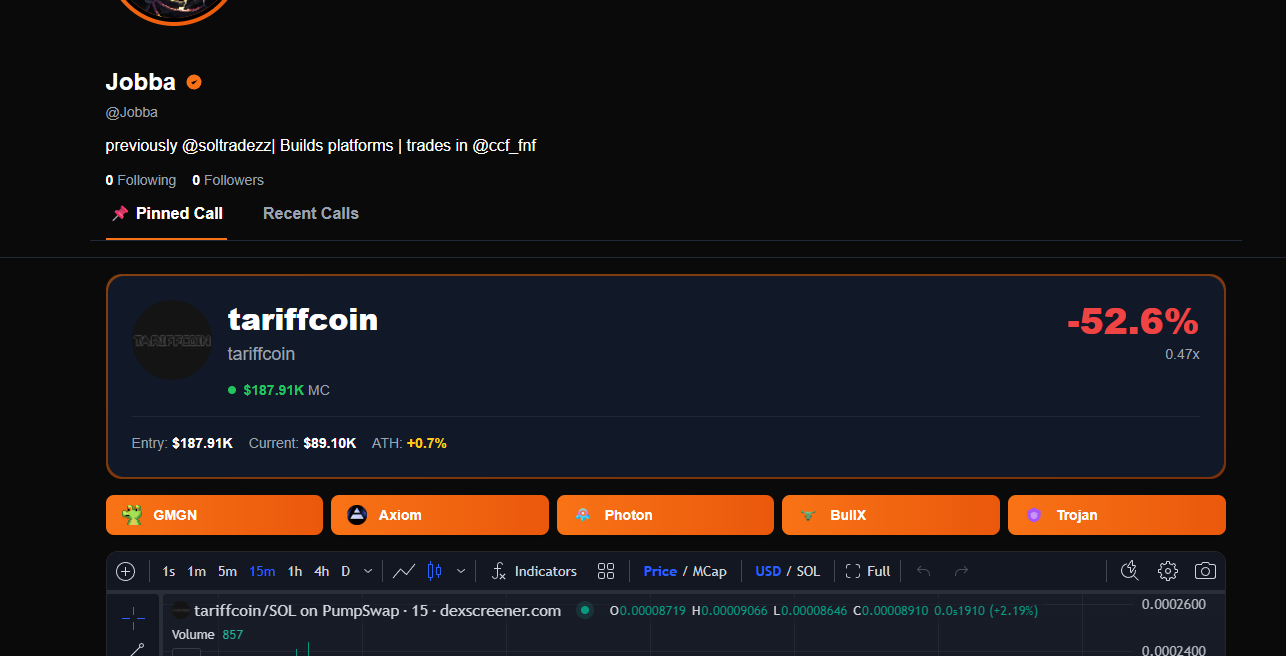 Jobba
@Jobba
previously @soltradezz| Builds platforms | trades in @ccf_fnf
0 Following 0 Followers
📌 Pinned Call Recent Calls
TARIFFCOIN
tariffcoin
tariffcoin
$187.91K MC
-52.6%
0.47x
Entry: $187.91K Current: $89.10K ATH: +0.7%
GMGN Axiom Photon BullX Trojan
1s 1m 5m 15m 1h 4h D fx Indicators Price / MCap USD / SOL Full
tariffcoin/SOL on PumpSwap · 15 · dexscreener.com O0.00008719 H0.00009066 L0.00008646 C0.00008910 0.0₅1910 (+2.19%)
Volume 857
0.0002600
0.0002400